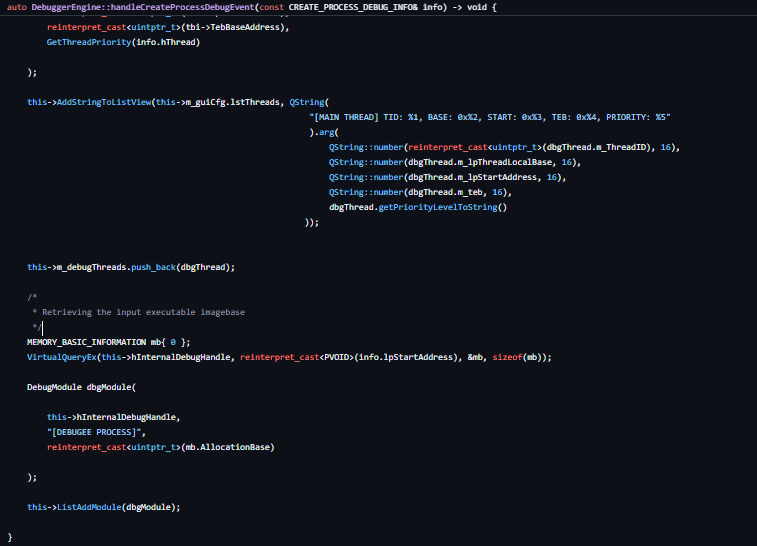 auto DebuggerEngine::handleCreateProcessDebugEvent(const CREATE_PROCESS_DEBUG_INFO& info) -> void {
reinterpret_cast<uintptr_t>(tbi->TebBaseAddress),
GetThreadPriority(info.hThread)
);
this->AddStringToListView(this->m_guiCfg.lstThreads, QString(
"[MAIN THREAD] TID: %1, BASE: 0x%2, START: 0x%3, TEB: 0x%4, PRIORITY: %5"
).arg(
QString::number(reinterpret_cast<uintptr_t>(dbgThread.m_ThreadID), 16),
QString::number(dbgThread.m_lpThreadLocalBase, 16),
QString::number(dbgThread.m_lpStartAddress, 16),
QString::number(dbgThread.m_teb, 16),
dbgThread.getPriorityLevelToString()
));
this->m_debugThreads.push_back(dbgThread);
/*
* Retrieving the input executable imagebase
*/
MEMORY_BASIC_INFORMATION mb{ 0 };
VirtualQueryEx(this->hInternalDebugHandle, reinterpret_cast<PVOID>(info.lpStartAddress), &mb, sizeof(mb));
DebugModule dbgModule(
this->hInternalDebugHandle,
"[DEBUGEE PROCESS]",
reinterpret_cast<uintptr_t>(mb.AllocationBase)
);
this->ListAddModule(dbgModule);
}